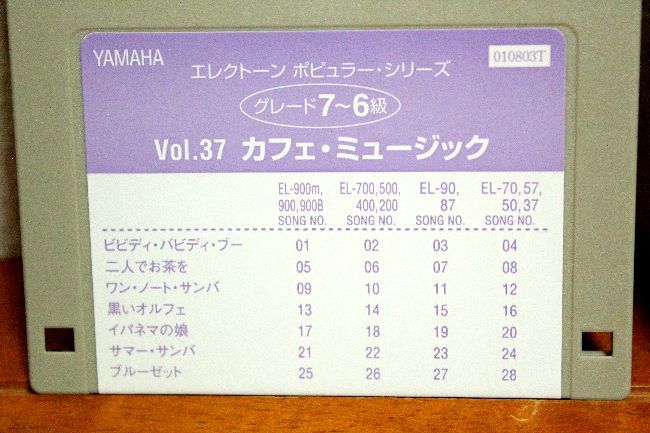 YAMAHA
エレクトーン ポピュラー・シリーズ
010803T
グレード7〜6級
Vol.37 カフェ・ミュージック
EL-900m, EL-700,500, EL-90, EL-70,57,
900,900B 400,200 87 50,37
SONG NO. SONG NO. SONG NO. SONG NO.
ビビディ・バビディ・ブー 01 02 03 04
二人でお茶を 05 06 07 08
ワン・ノート・サンバ 09 10 11 12
黒いオルフェ 13 14 15 16
イパネマの娘 17 18 19 20
サマー・サンバ 21 22 23 24
ブルーゼット 25 26 27 28